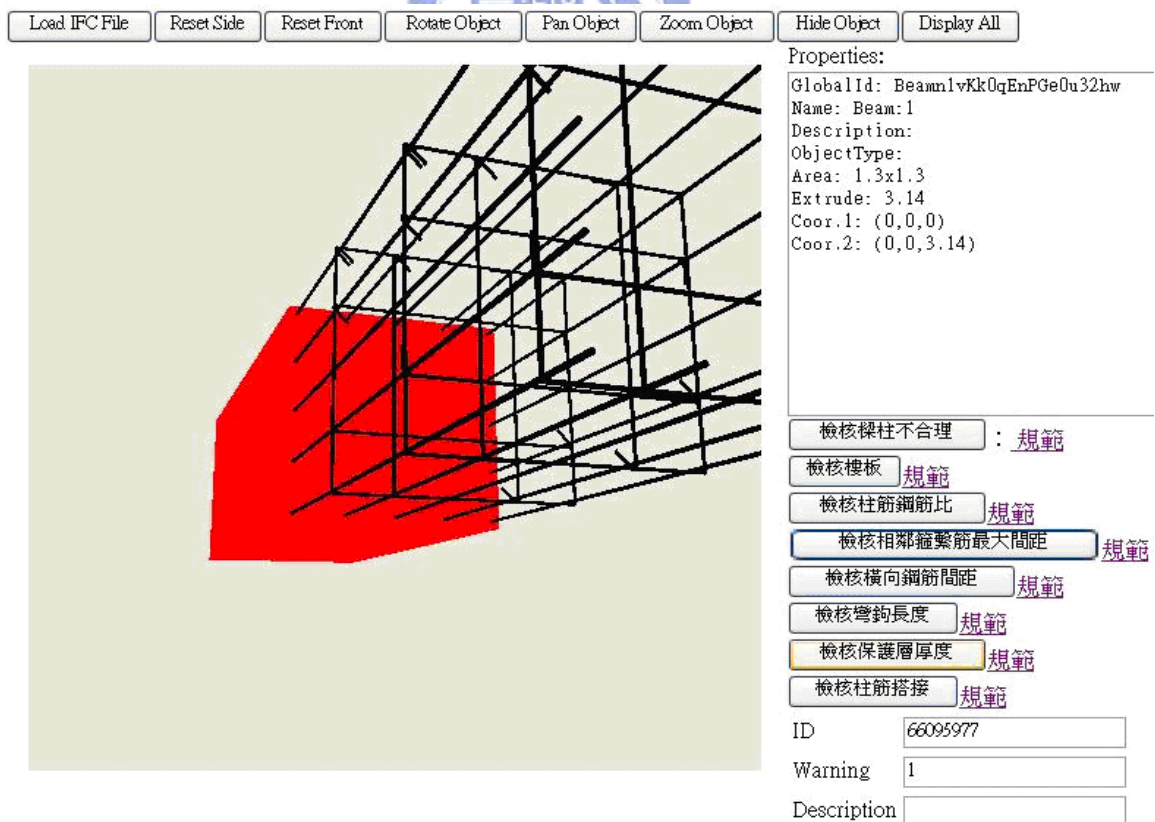 Load IFC File Reset Side Reset Front Rotate Object Pan Object Zoom Object Hide Object Display All
Properties:
GlobalId: Beamn1vKk0qEnPGe0u32hw
Name: Beam:1
Description:
ObjectType:
Area: 1.3x1.3
Extrude: 3.14
Coor.1: (0,0,0)
Coor.2: (0,0,3.14)
檢核樑柱不合理 : 規範
檢核樓板 規範
檢核柱筋鋼筋比 規範
檢核相鄰箍繫筋最大間距 規範
檢核橫向鋼筋間距 規範
檢核彎鉤長度 規範
檢核保護層厚度 規範
檢核柱筋搭接 規範
ID 66095977
Warning 1
Description